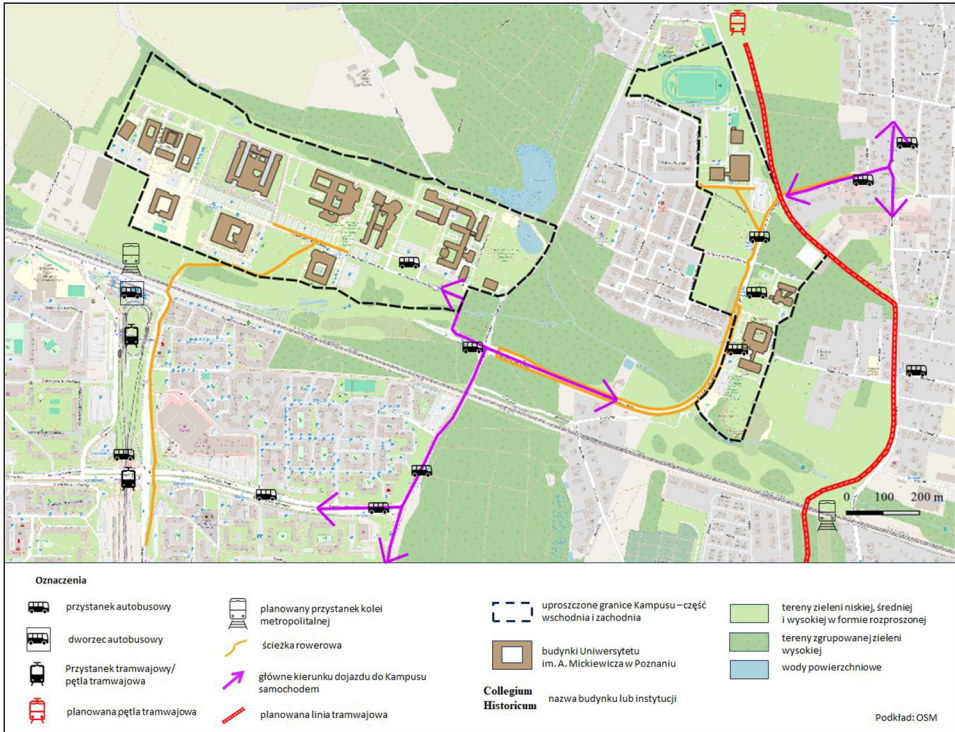 0 100 200 m
Oznaczenia
przystanek autobusowy
dworzec autobusowy
Przystanek tramwajowy/
pętla tramwajowa
planowana pętla tramwajowa
planowany przystanek kolei
metropolitalnej
ścieżka rowerowa
główne kierunku dojazdu do Kampusu
samochodem
planowana linia tramwajowa
uproszczone granice Kampusu – część
wschodnia i zachodnia
budynki Uniwersytetu
im. A. Mickiewicza w Poznaniu
Collegium
Historicum
nazwa budynku lub instytucji
tereny zieleni niskiej, średniej
i wysokiej w formie rozproszonej
tereny zgrupowanej zieleni
wysokiej
wody powierzchniowe
Podkład: OSM